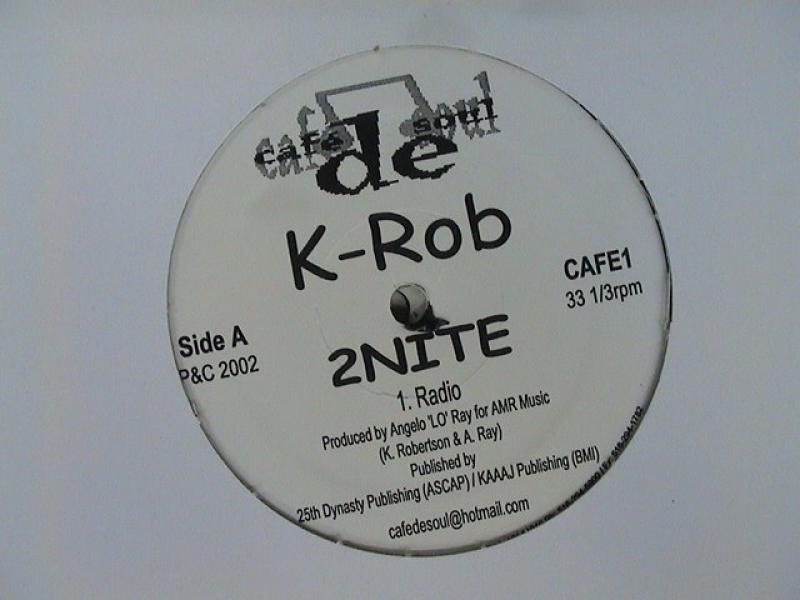 café de soul
K-Rob
CAFE1
33 1/3rpm
Side A
P&C 2002
2NITE
1. Radio
Produced by Angelo 'LO' Ray for AMR Music
(K. Robertson & A. Ray)
Published by
25th Dynasty Publishing (ASCAP) / KAAAJ Publishing (BMI)
cafedesoul@hotmail.com